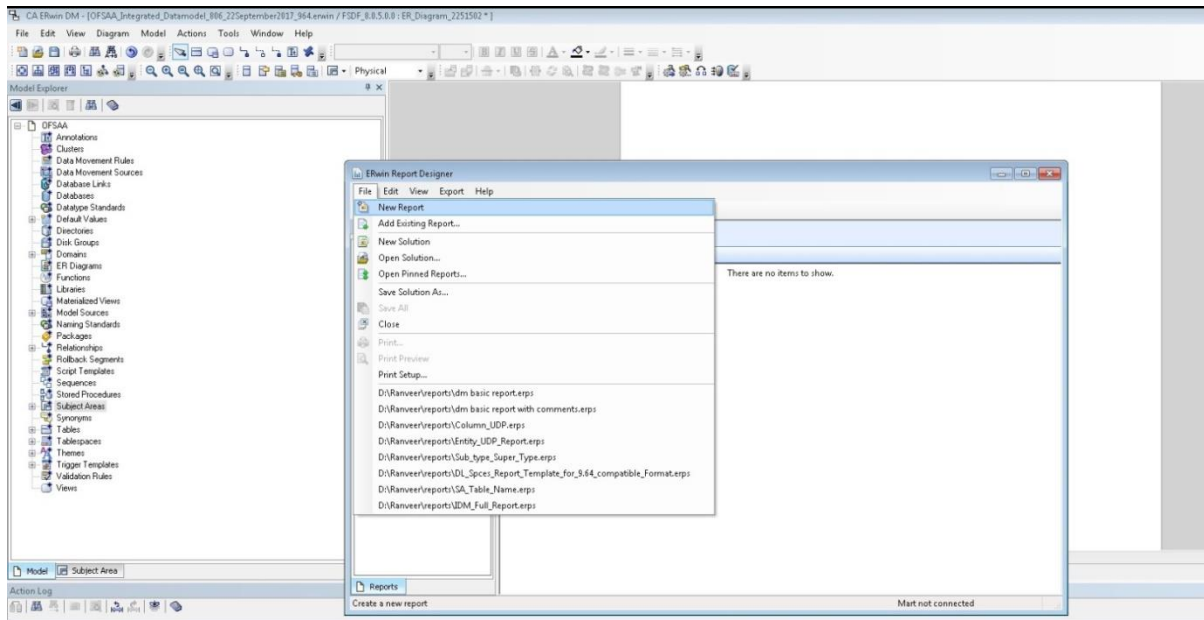 CA ERwin DM - [OFSAA_Integrated_Datamodel_806_22September2017_964.erwin / FSDF_8.0.5.0.0 : ER_Diagram_2251502 * ]
File Edit View Diagram Model Actions Tools Window Help
Physical
Model Explorer
OFSAA
Annotations
Clusters
Data Movement Rules
Data Movement Sources
Database Links
Databases
Datatype Standards
Default Values
Directories
Disk Groups
Domains
ER Diagrams
Functions
Libraries
Materialized Views
Model Sources
Naming Standards
Packages
Relationships
Rollback Segments
Script Templates
Sequences
Stored Procedures
Subject Areas
Synonyms
Tables
Tablespaces
Themes
Trigger Templates
Validation Rules
Views
Model Subject Area
Action Log
ERwin Report Designer
File Edit View Export Help
New Report
Add Existing Report...
New Solution
Open Solution...
Open Pinned Reports...
Save Solution As...
Save All
Close
Print...
Print Preview
Print Setup...
D:\Ranveer\reports\dm basic report.erps
D:\Ranveer\reports\dm basic report with comments.erps
D:\Ranveer\reports\Column_UDP.erps
D:\Ranveer\reports\Entity_UDP_Report.erps
D:\Ranveer\reports\Sub_type_Super_Type.erps
D:\Ranveer\reports\DL_Spces_Report_Template_for_9.64_compatible_Format.erps
D:\Ranveer\reports\SA_Table_Name.erps
D:\Ranveer\reports\IDM_Full_Report.erps
There are no items to show.
Reports
Create a new report
Mart not connected